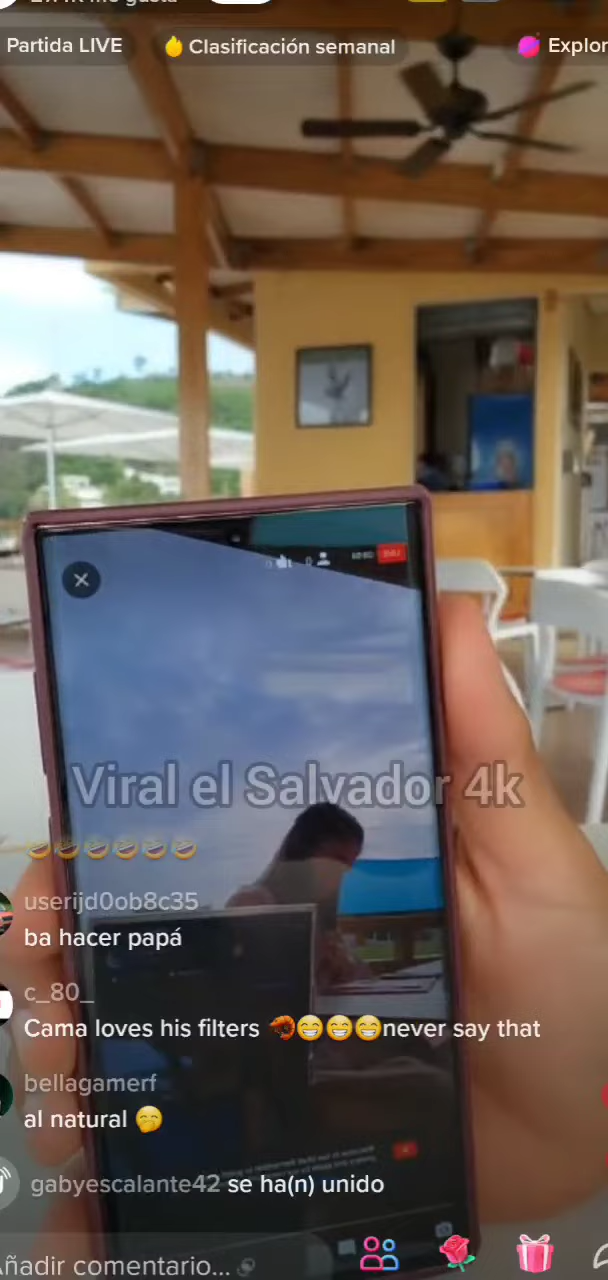 Partida LIVE
Clasificación semanal
Explor
Viral el Salvador 4k
userijd0ob8c35
ba hacer papá
c_80_
Cama loves his filters 🦐😁😁😁never say that
bellagamerf
al natural 🤭
gabyescalante42 se ha(n) unido
ñadir comentario...